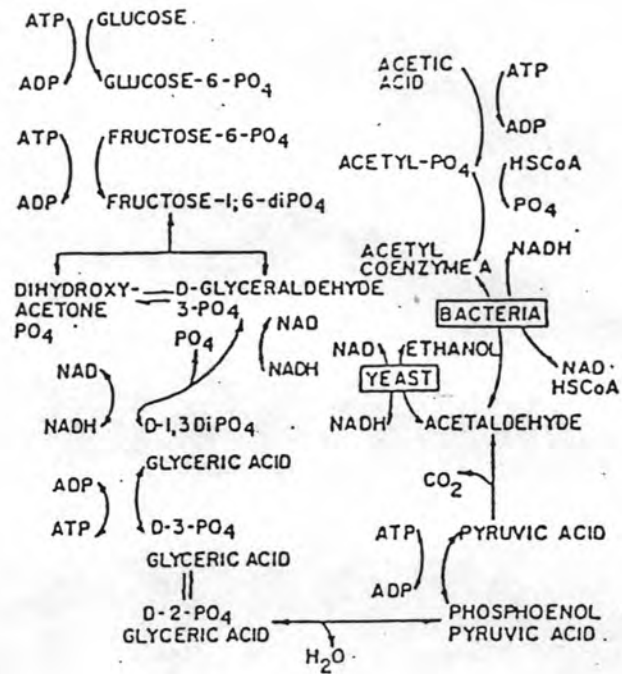 ATP GLUCOSE
ADP GLUCOSE-6-PO4
ATP FRUCTOSE-6-PO4
ADP FRUCTOSE-1;6-diPO4
DIHYDROXY-
ACETONE
PO4
D-GLYCERALDEHYDE
3-PO4
PO4
NAD
NADH
NAD
NADH
D-1,3DiPO4
GLYCERIC ACID
ADP
ATP
D-3-PO4
GLYCERIC ACID
D-2-PO4
GLYCERIC ACID
H2O
ACETIC
ACID
ATP
ADP
ACETYL-PO4
HSCoA
PO4
ACETYL
COENZYME A
NADH
BACTERIA
NAD·
HSCoA
NAD ETHANOL
YEAST
NADH ACETALDEHYDE
CO2
ATP PYRUVIC ACID
ADP
PHOSPHOENOL
PYRUVIC ACID